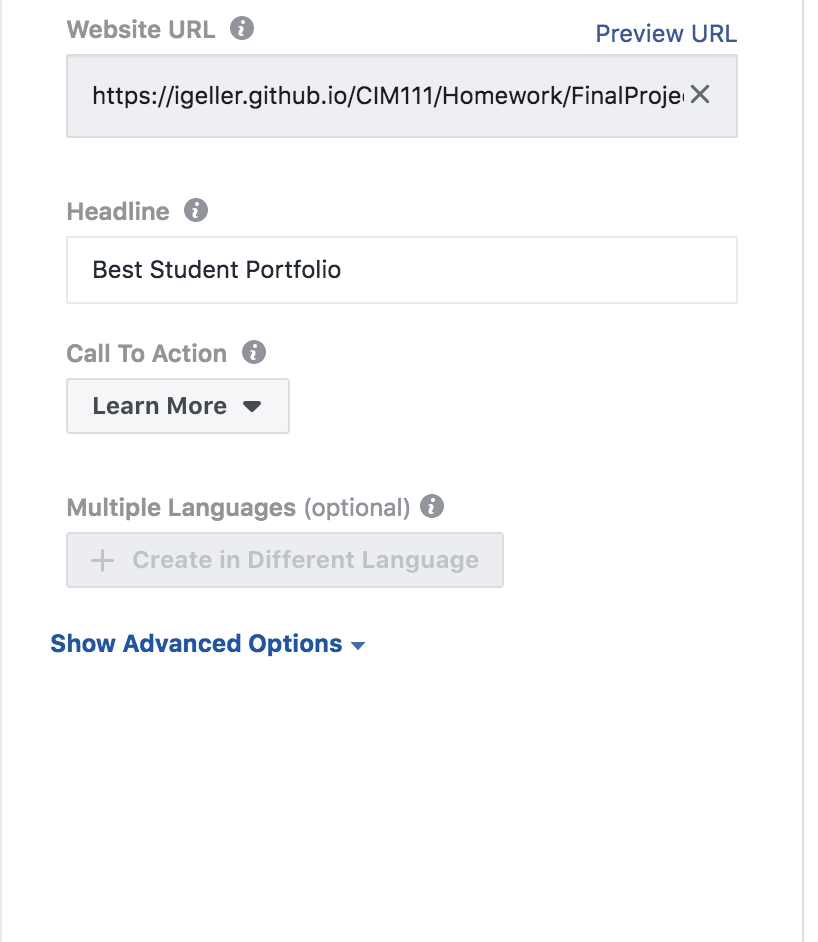 Website URL
Preview URL
https://igeller.github.io/CIM111/Homework/FinalProje
Headline
Best Student Portfolio
Call To Action
Learn More
Multiple Languages (optional)
Create in Different Language
Show Advanced Options